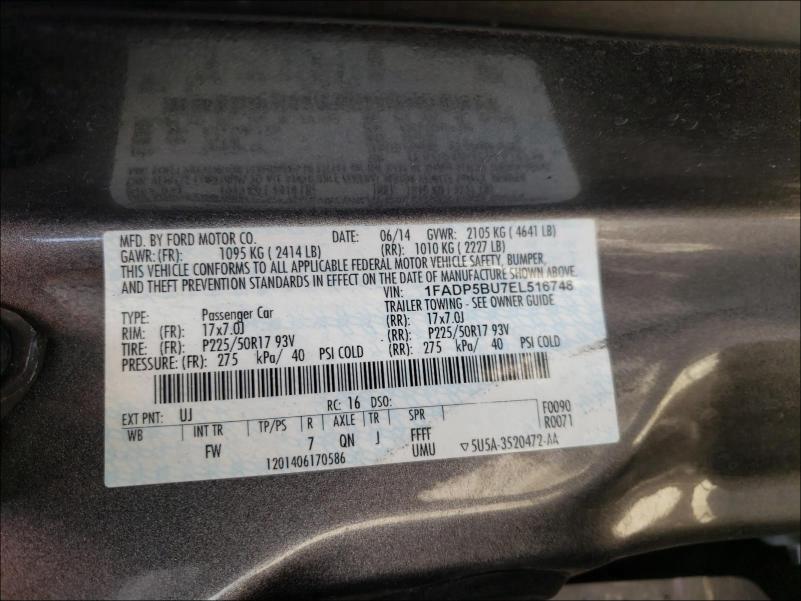 MFD. BY FORD MOTOR CO. DATE: 06/14 GVWR: 2105 KG ( 4641 LB)
GAWR: (FR): 1095 KG ( 2414 LB) (RR): 1010 KG ( 2227 LB)
THIS VEHICLE CONFORMS TO ALL APPLICABLE FEDERAL MOTOR VEHICLE SAFETY, BUMPER,
AND THEFT PREVENTION STANDARDS IN EFFECT ON THE DATE OF MANUFACTURE SHOWN ABOVE.
VIN: 1FADP5BU7EL516748
TYPE: Passenger Car TRAILER TOWING - SEE OWNER GUIDE
RIM: (FR): 17x7.0J (RR): 17x7.0J
TIRE: (FR): P225/50R17 93V (RR): P225/50R17 93V
PRESSURE: (FR): 275 kPa/ 40 PSI COLD (RR): 275 kPa/ 40 PSI COLD
RC: 16 DSO: F0090
EXT PNT: UJ R0071
WB INT TR TP/PS R AXLE TR SPR
FW 7 QN J FFFF
1201406170586 UMU ▽ 5U5A-3520472-AA